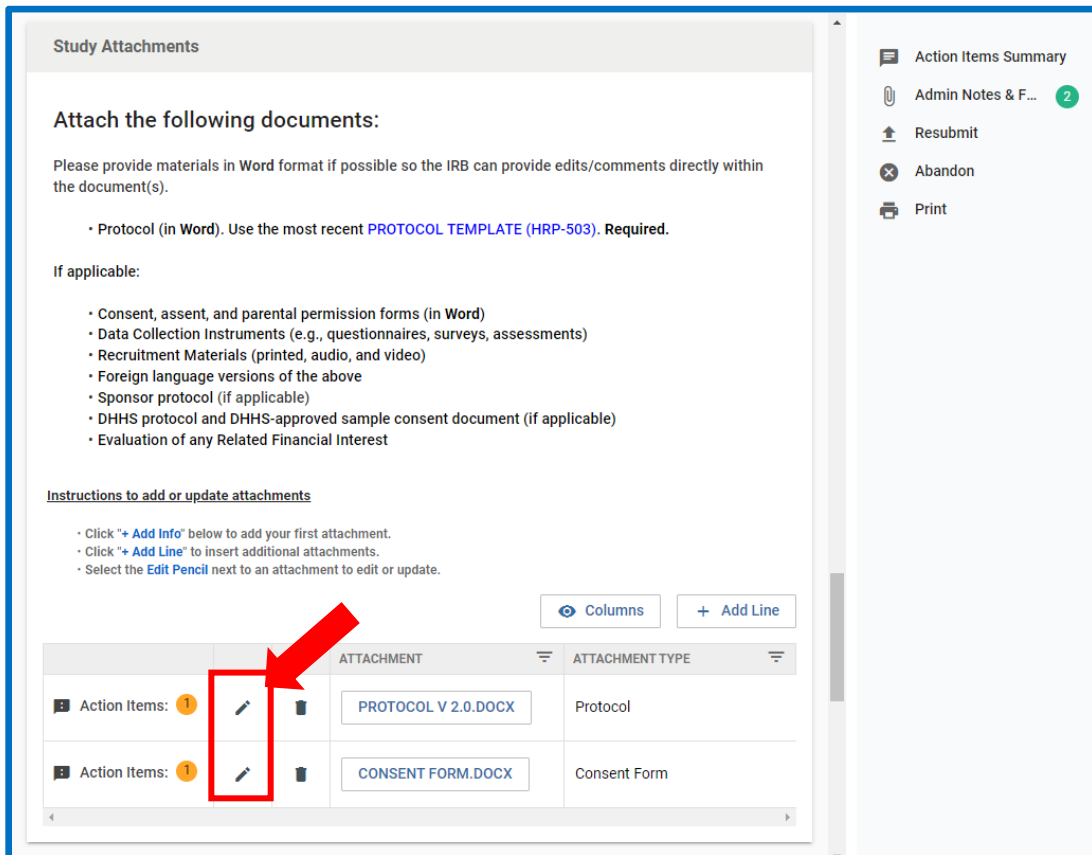 Study Attachments
Attach the following documents:
Please provide materials in Word format if possible so the IRB can provide edits/comments directly within
the document(s).
• Protocol (in Word). Use the most recent PROTOCOL TEMPLATE (HRP-503). Required.
If applicable:
• Consent, assent, and parental permission forms (in Word)
• Data Collection Instruments (e.g., questionnaires, surveys, assessments)
• Recruitment Materials (printed, audio, and video)
• Foreign language versions of the above
• Sponsor protocol (if applicable)
• DHHS protocol and DHHS-approved sample consent document (if applicable)
• Evaluation of any Related Financial Interest
Instructions to add or update attachments
• Click "+ Add Info" below to add your first attachment.
• Click "+ Add Line" to insert additional attachments.
• Select the Edit Pencil next to an attachment to edit or update.
Columns + Add Line
ATTACHMENT ATTACHMENT TYPE
Action Items: 1 PROTOCOL V 2.0.DOCX Protocol
Action Items: 1 CONSENT FORM.DOCX Consent Form
Action Items Summary
Admin Notes & F... 2
Resubmit
Abandon
Print